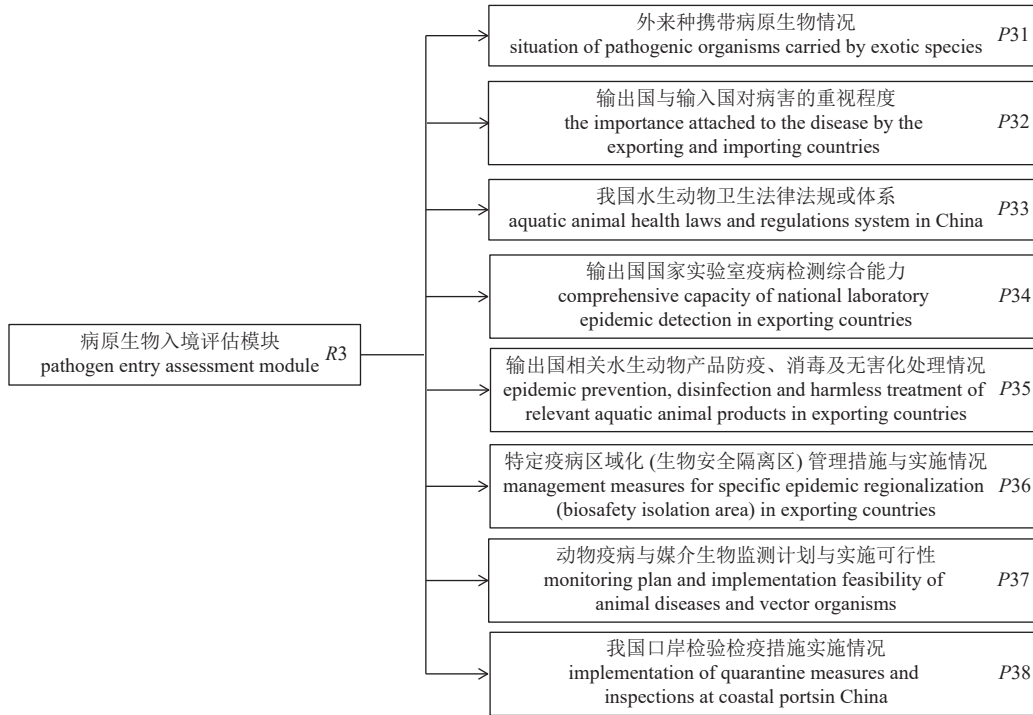 外来种携带病原生物情况
situation of pathogenic organisms carried by exotic species
P31
输出国与输入国对病害的重视程度
the importance attached to the disease by the
exporting and importing countries
P32
我国水生动物卫生法律法规或体系
aquatic animal health laws and regulations system in China
P33
输出国国家实验室疫病检测综合能力
comprehensive capacity of national laboratory
epidemic detection in exporting countries
P34
病原生物入境评估模块
pathogen entry assessment module
R3
输出国相关水生动物产品防疫、消毒及无害化处理情况
epidemic prevention, disinfection and harmless treatment of
relevant aquatic animal products in exporting countries
P35
特定疫病区域化 (生物安全隔离区) 管理措施与实施情况
management measures for specific epidemic regionalization
(biosafety isolation area) in exporting countries
P36
动物疫病与媒介生物监测计划与实施可行性
monitoring plan and implementation feasibility of
animal diseases and vector organisms
P37
我国口岸检验检疫措施实施情况
implementation of quarantine measures and
inspections at coastal portsin China
P38